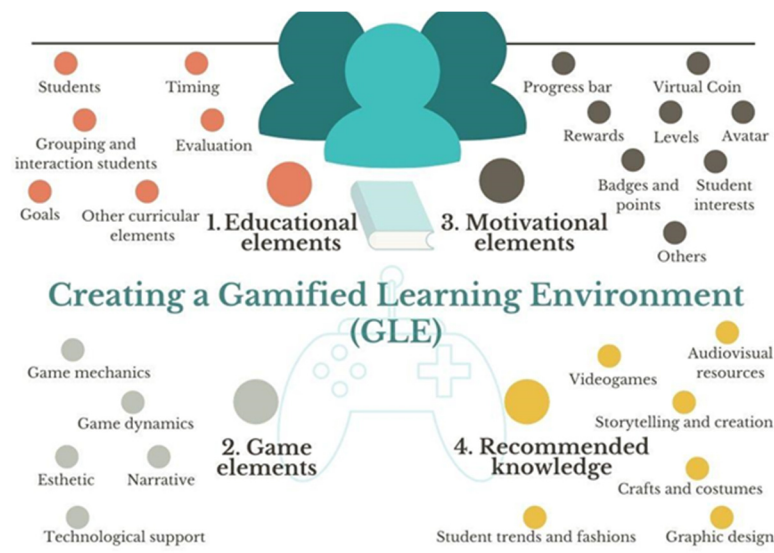 Students
Timing
Grouping and
interaction students
Evaluation
Goals
Other curricular
elements
1. Educational
elements
Progress bar
Virtual Coin
Rewards
Levels
Avatar
Badges and
points
Student
interests
Others
3. Motivational
elements
Creating a Gamified Learning Environment
(GLE)
Game mechanics
Game dynamics
Esthetic
Narrative
Technological support
2. Game
elements
Audiovisual
resources
Videogames
Storytelling and creation
4. Recommended
knowledge
Crafts and costumes
Student trends and fashions
Graphic design